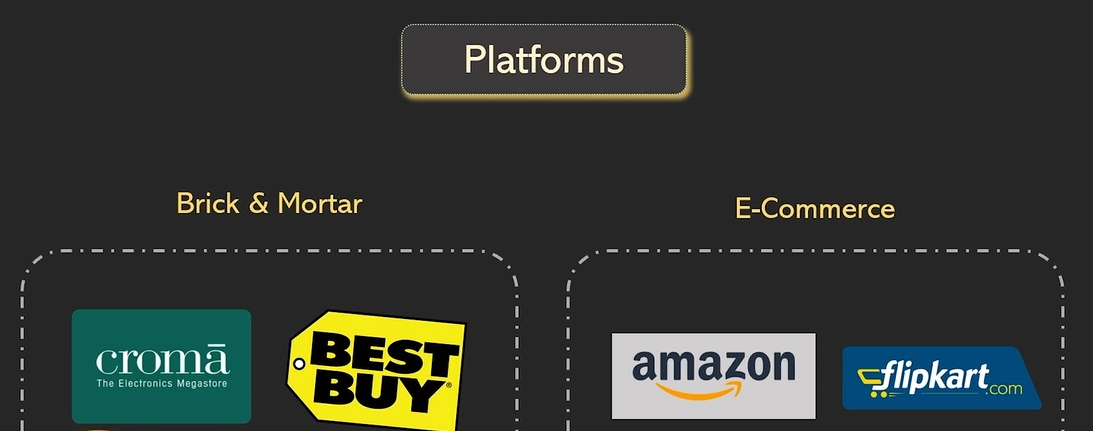 Platforms
Brick & Mortar
E-Commerce
cromā
The Electronics Megastore
BEST
BUY®
amazon
flipkart.com